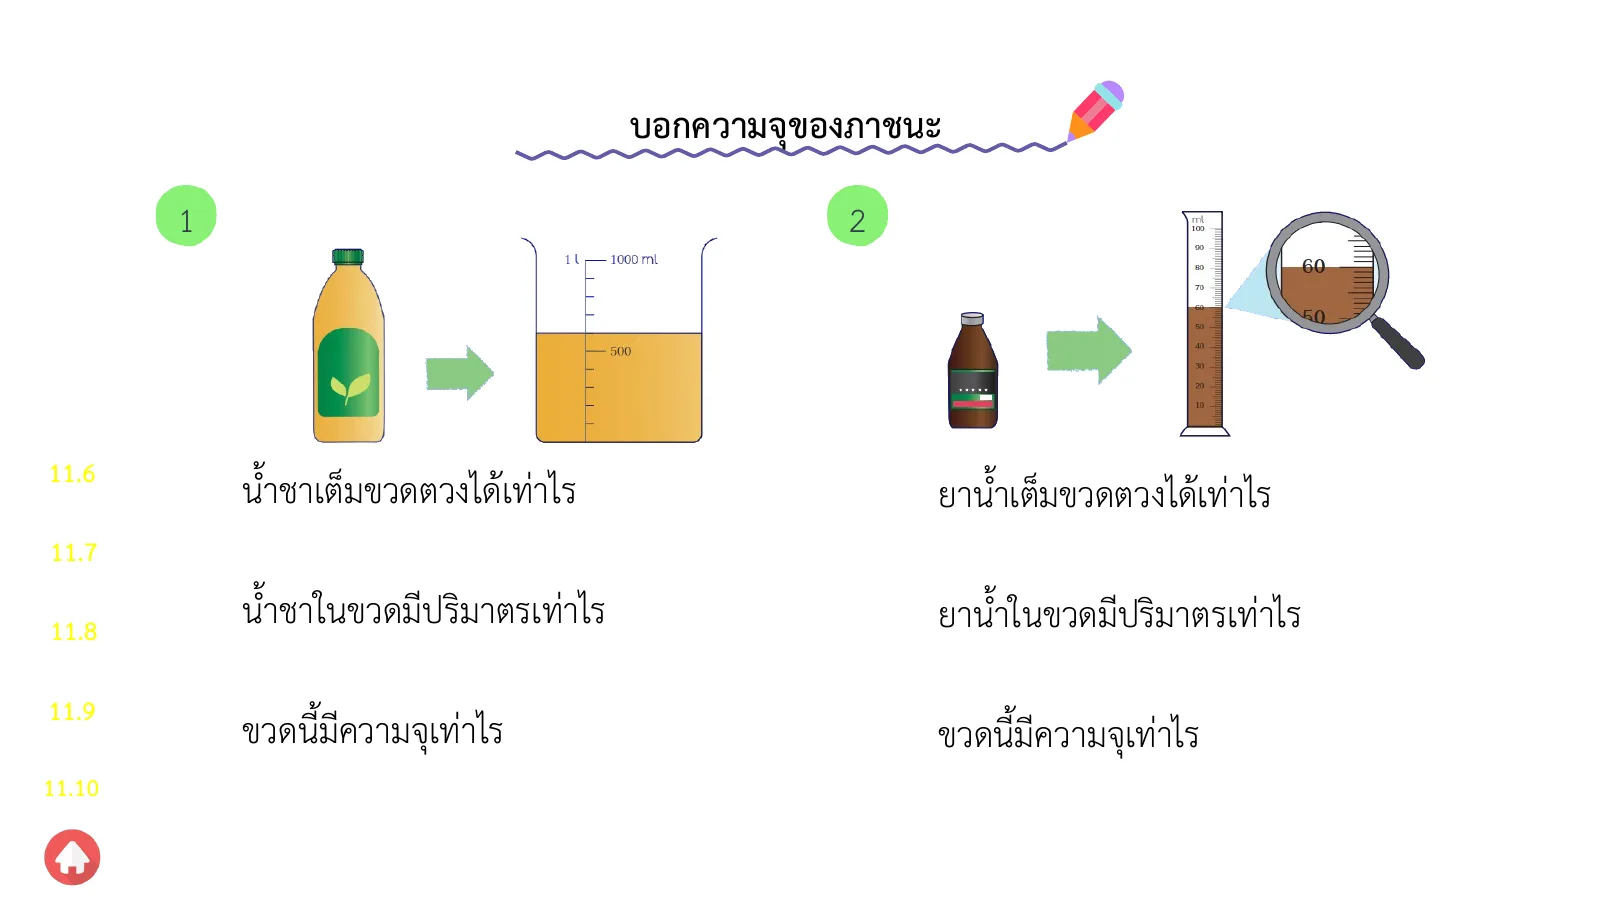 บอกความจุของภาชนะ
1
1 l 1000 ml
500
น้ำชาเต็มขวดตวงได้เท่าไร
น้ำชาในขวดมีปริมาตรเท่าไร
ขวดนี้มีความจุเท่าไร
2
ml
100
90
80
70
60
50
40
30
20
10
60
50
ยาน้ำเต็มขวดตวงได้เท่าไร
ยาน้ำในขวดมีปริมาตรเท่าไร
ขวดนี้มีความจุเท่าไร
11.6
11.7
11.8
11.9
11.10